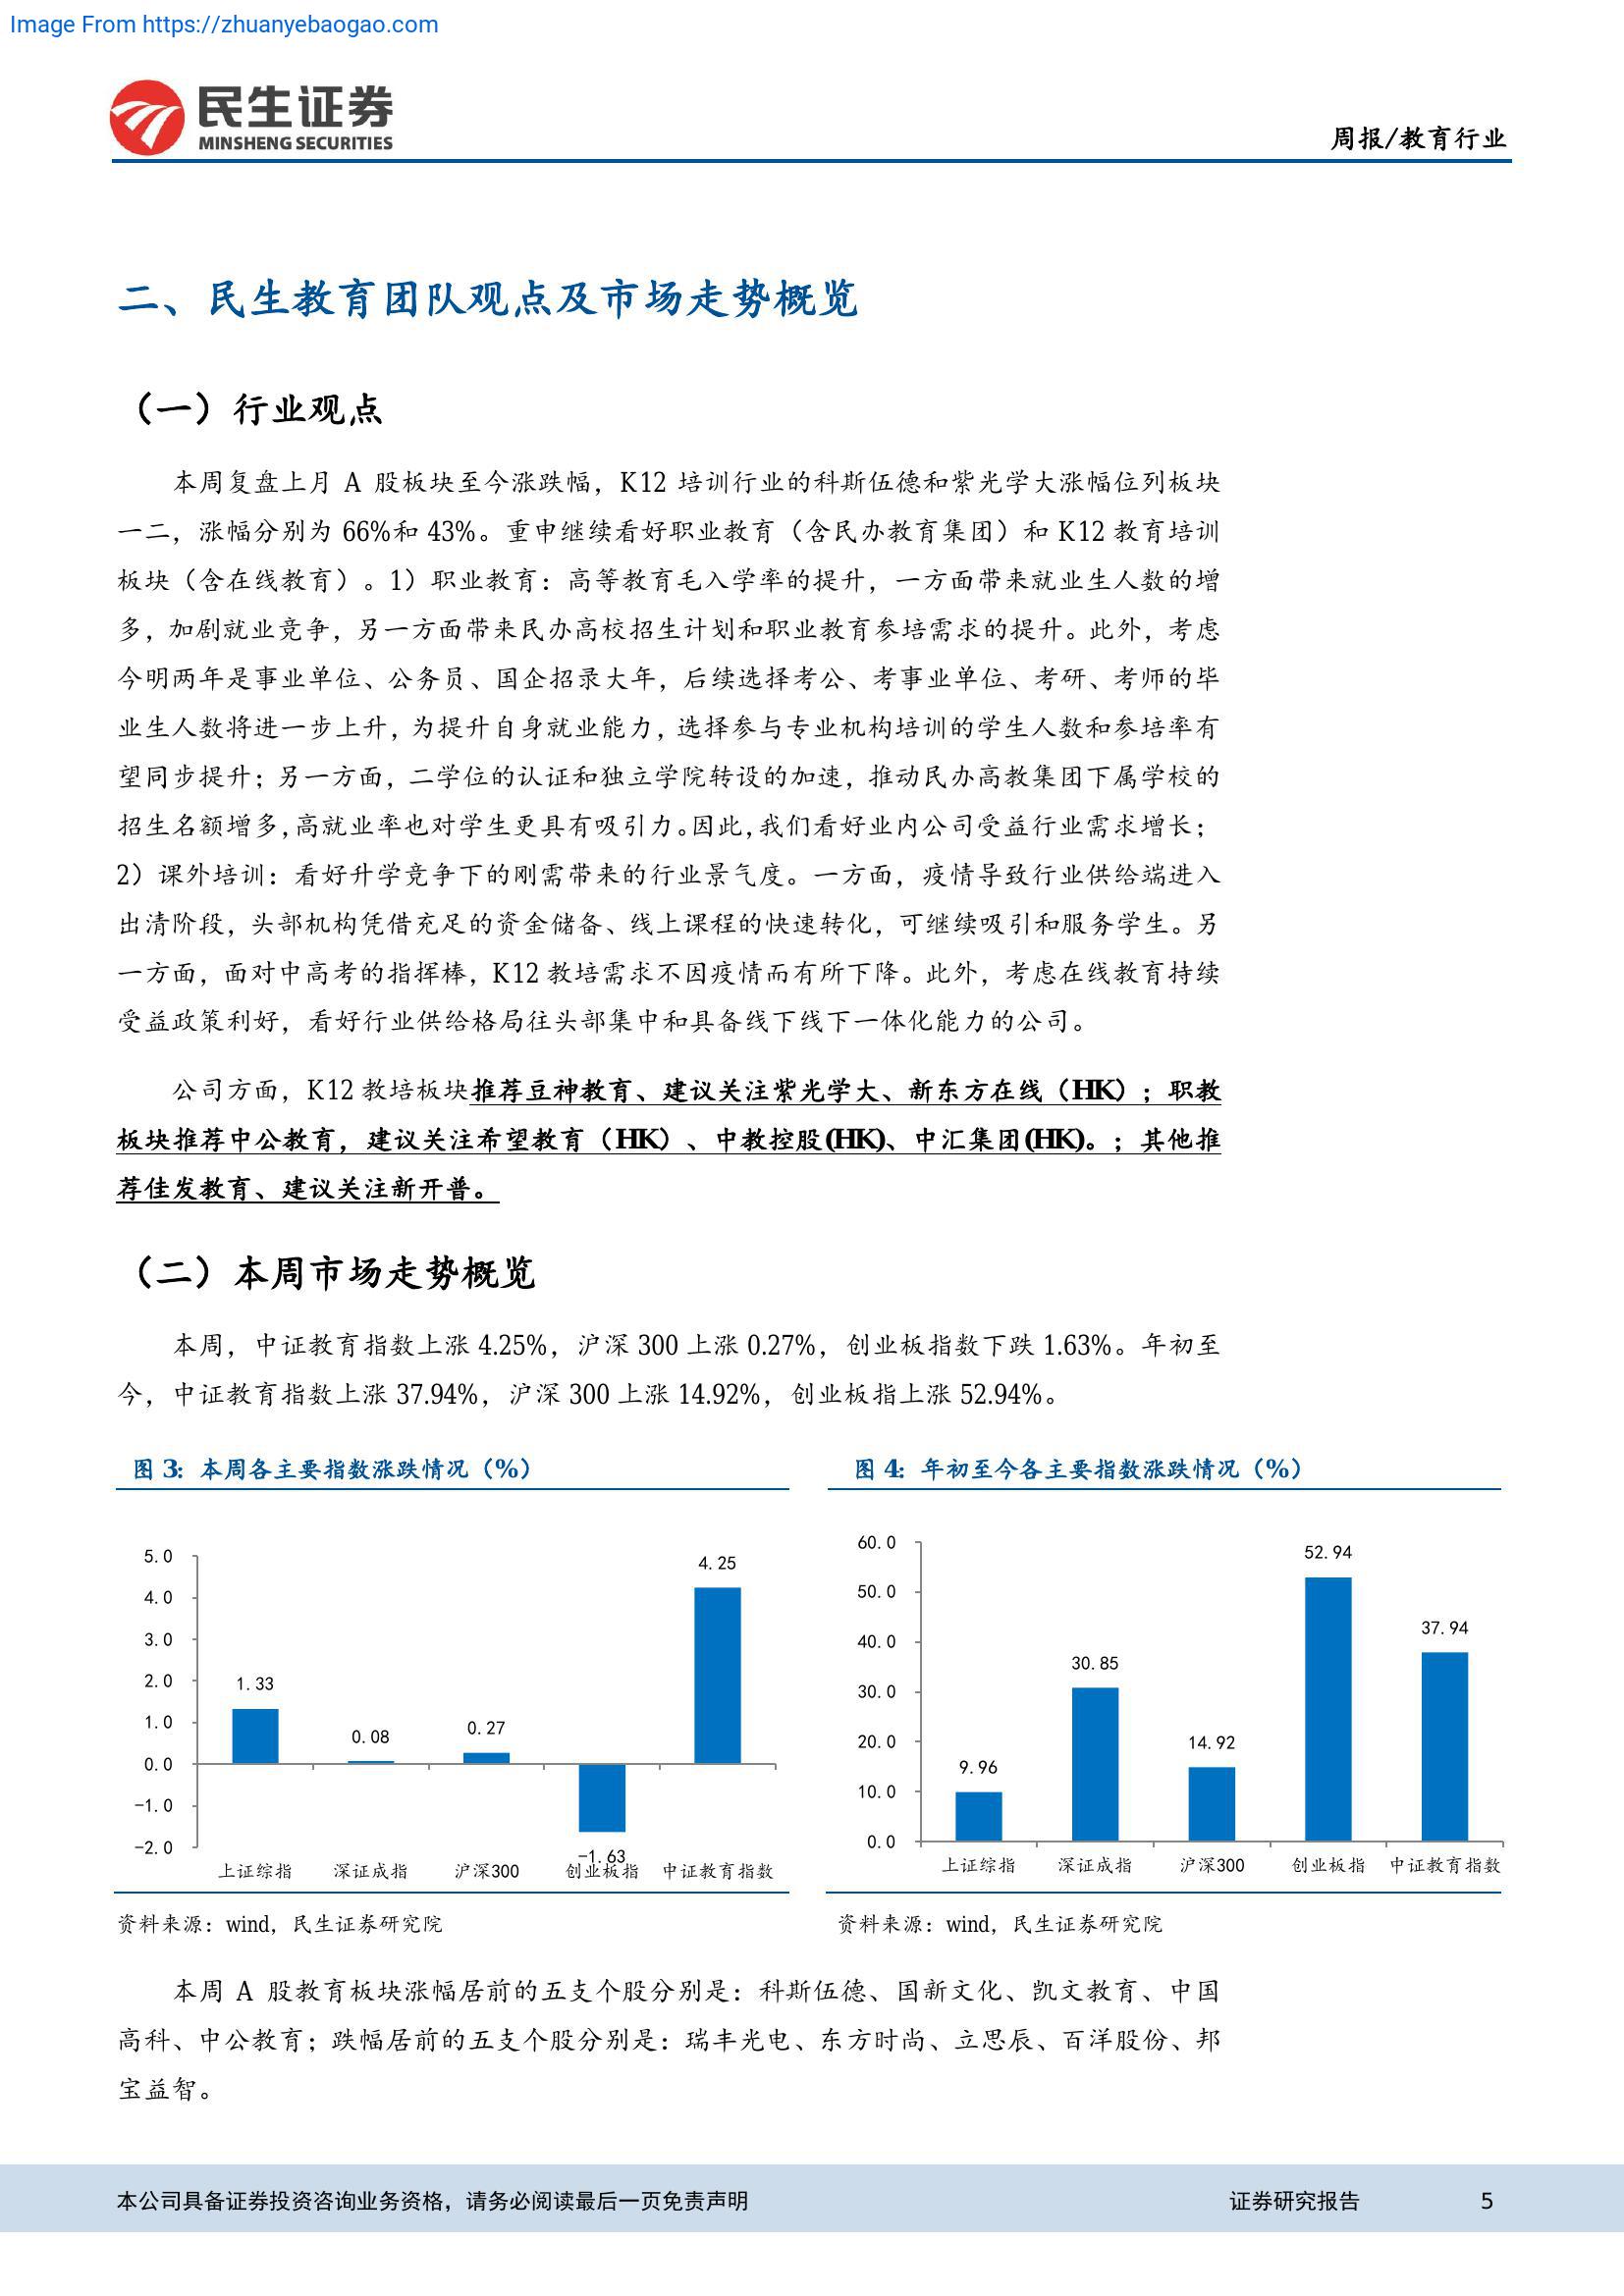 Image From https://zhuanyebaogao.com
民生证券
MINSHENG SECURITIES
周报/教育行业
二、民生教育团队观点及市场走势概览
（一）行业观点
本周复盘上月 A 股板块至今涨跌幅，K12 培训行业的科斯伍德和紫光学大涨幅位列板块
一二，涨幅分别为 66%和 43%。重申继续看好职业教育（含民办教育集团）和 K12 教育培训
板块（含在线教育）。1）职业教育：高等教育毛入学率的提升，一方面带来就业生人数的增
多，加剧就业竞争，另一方面带来民办高校招生计划和职业教育参培需求的提升。此外，考虑
今明两年是事业单位、公务员、国企招录大年，后续选择考公、考事业单位、考研、考师的毕
业生人数将进一步上升，为提升自身就业能力，选择参与专业机构培训的学生人数和参培率有
望同步提升；另一方面，二学位的认证和独立学院转设的加速，推动民办高教集团下属学校的
招生名额增多，高就业率也对学生更具有吸引力。因此，我们看好业内公司受益行业需求增长；
2）课外培训：看好升学竞争下的刚需带来的行业景气度。一方面，疫情导致行业供给端进入
出清阶段，头部机构凭借充足的资金储备、线上课程的快速转化，可继续吸引和服务学生。另
一方面，面对中高考的指挥棒，K12 教培需求不因疫情而有所下降。此外，考虑在线教育持续
受益政策利好，看好行业供给格局往头部集中和具备线下线下一体化能力的公司。
公司方面，K12 教培板块推荐豆神教育、建议关注紫光学大、新东方在线（HK）；职教
板块推荐中公教育，建议关注希望教育（HK）、中教控股(HK)、中汇集团(HK)。；其他推
荐佳发教育、建议关注新开普。
（二）本周市场走势概览
本周，中证教育指数上涨 4.25%，沪深 300 上涨 0.27%，创业板指数下跌 1.63%。年初至
今，中证教育指数上涨 37.94%，沪深 300 上涨 14.92%，创业板指上涨 52.94%。
图 3：本周各主要指数涨跌情况（%）
5.0
4.0
3.0
2.0
1.0
0.0
-1.0
-2.0
1.33
0.08
0.27
-1.63
4.25
上证综指 深证成指 沪深300 创业板指 中证教育指数
资料来源：wind，民生证券研究院
图 4：年初至今各主要指数涨跌情况（%）
60.0
50.0
40.0
30.0
20.0
10.0
0.0
9.96
30.85
14.92
52.94
37.94
上证综指 深证成指 沪深300 创业板指 中证教育指数
资料来源：wind，民生证券研究院
本周 A 股教育板块涨幅居前的五支个股分别是：科斯伍德、国新文化、凯文教育、中国
高科、中公教育；跌幅居前的五支个股分别是：瑞丰光电、东方时尚、立思辰、百洋股份、邦
宝益智。
本公司具备证券投资咨询业务资格，请务必阅读最后一页免责声明
证券研究报告 5